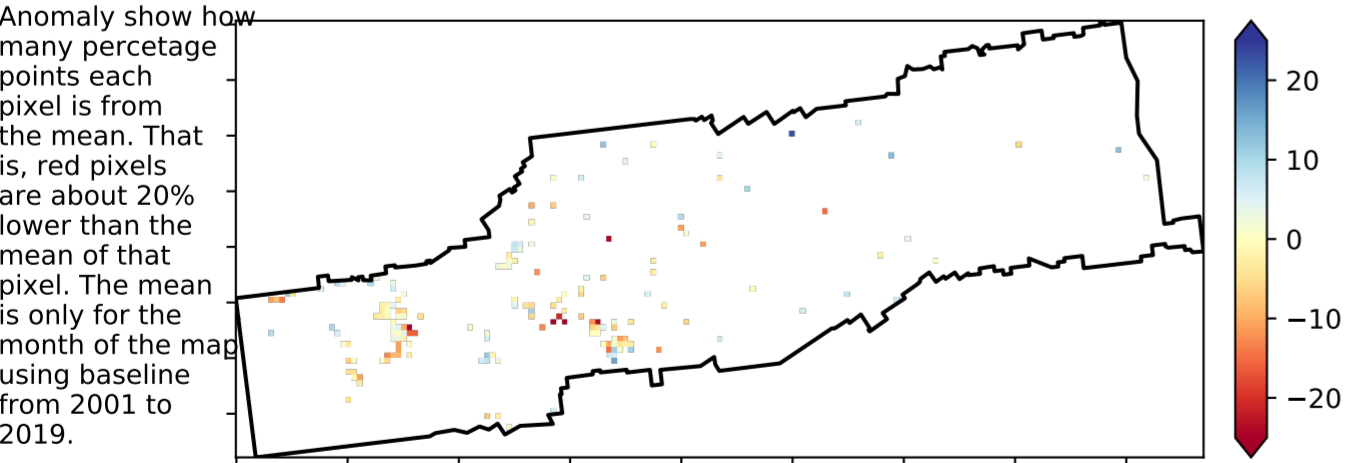 Anomaly show how
many percetage
points each
pixel is from
the mean. That
is, red pixels
are about 20%
lower than the
mean of that
pixel. The mean
is only for the
month of the map
using baseline
from 2001 to
2019.
20
10
0
−10
−20